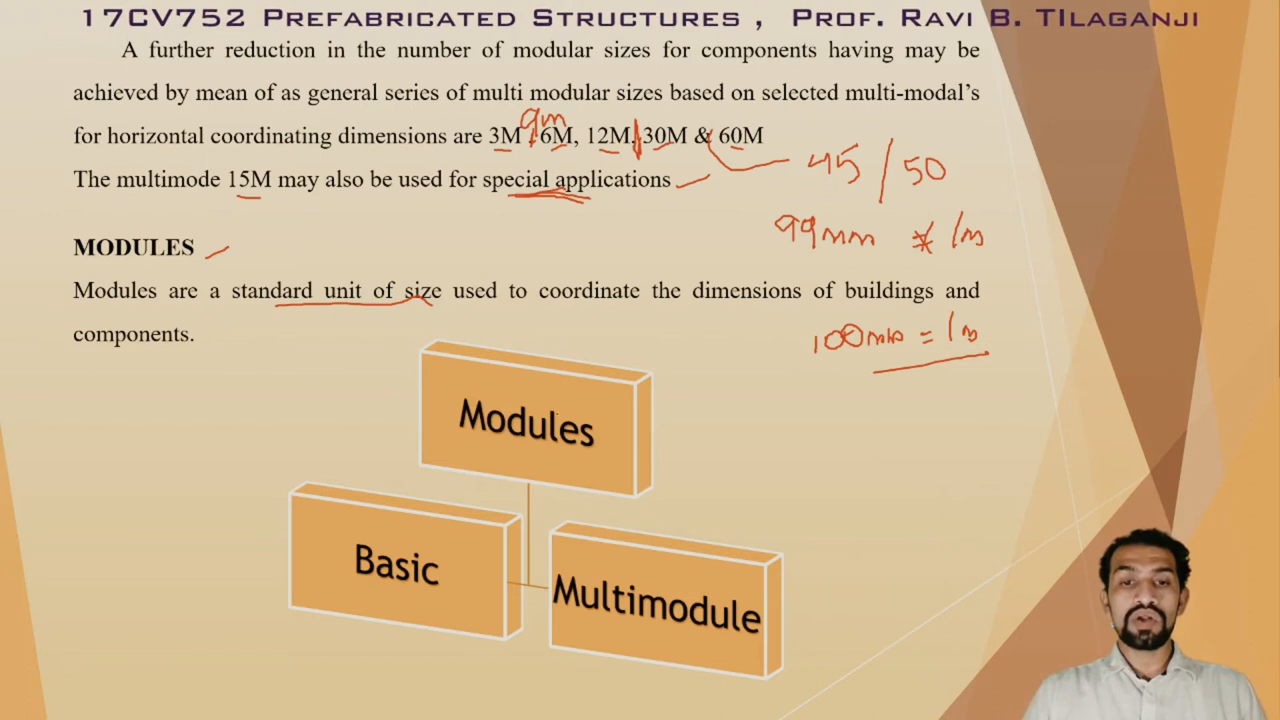 17CV752 PREFABRICATED STRUCTURES , PROF. RAVI B. TILAGANJI
A further reduction in the number of modular sizes for components having may be
achieved by mean of as general series of multi modular sizes based on selected multi-modal's
9m
for horizontal coordinating dimensions are 3M , 6M, 12M, 30M & 60M
45 / 50
The multimode 15M may also be used for special applications
99mm * 1m
MODULES
Modules are a standard unit of size used to coordinate the dimensions of buildings and
components.
100mm = 1m
Modules
Basic
Multimodule